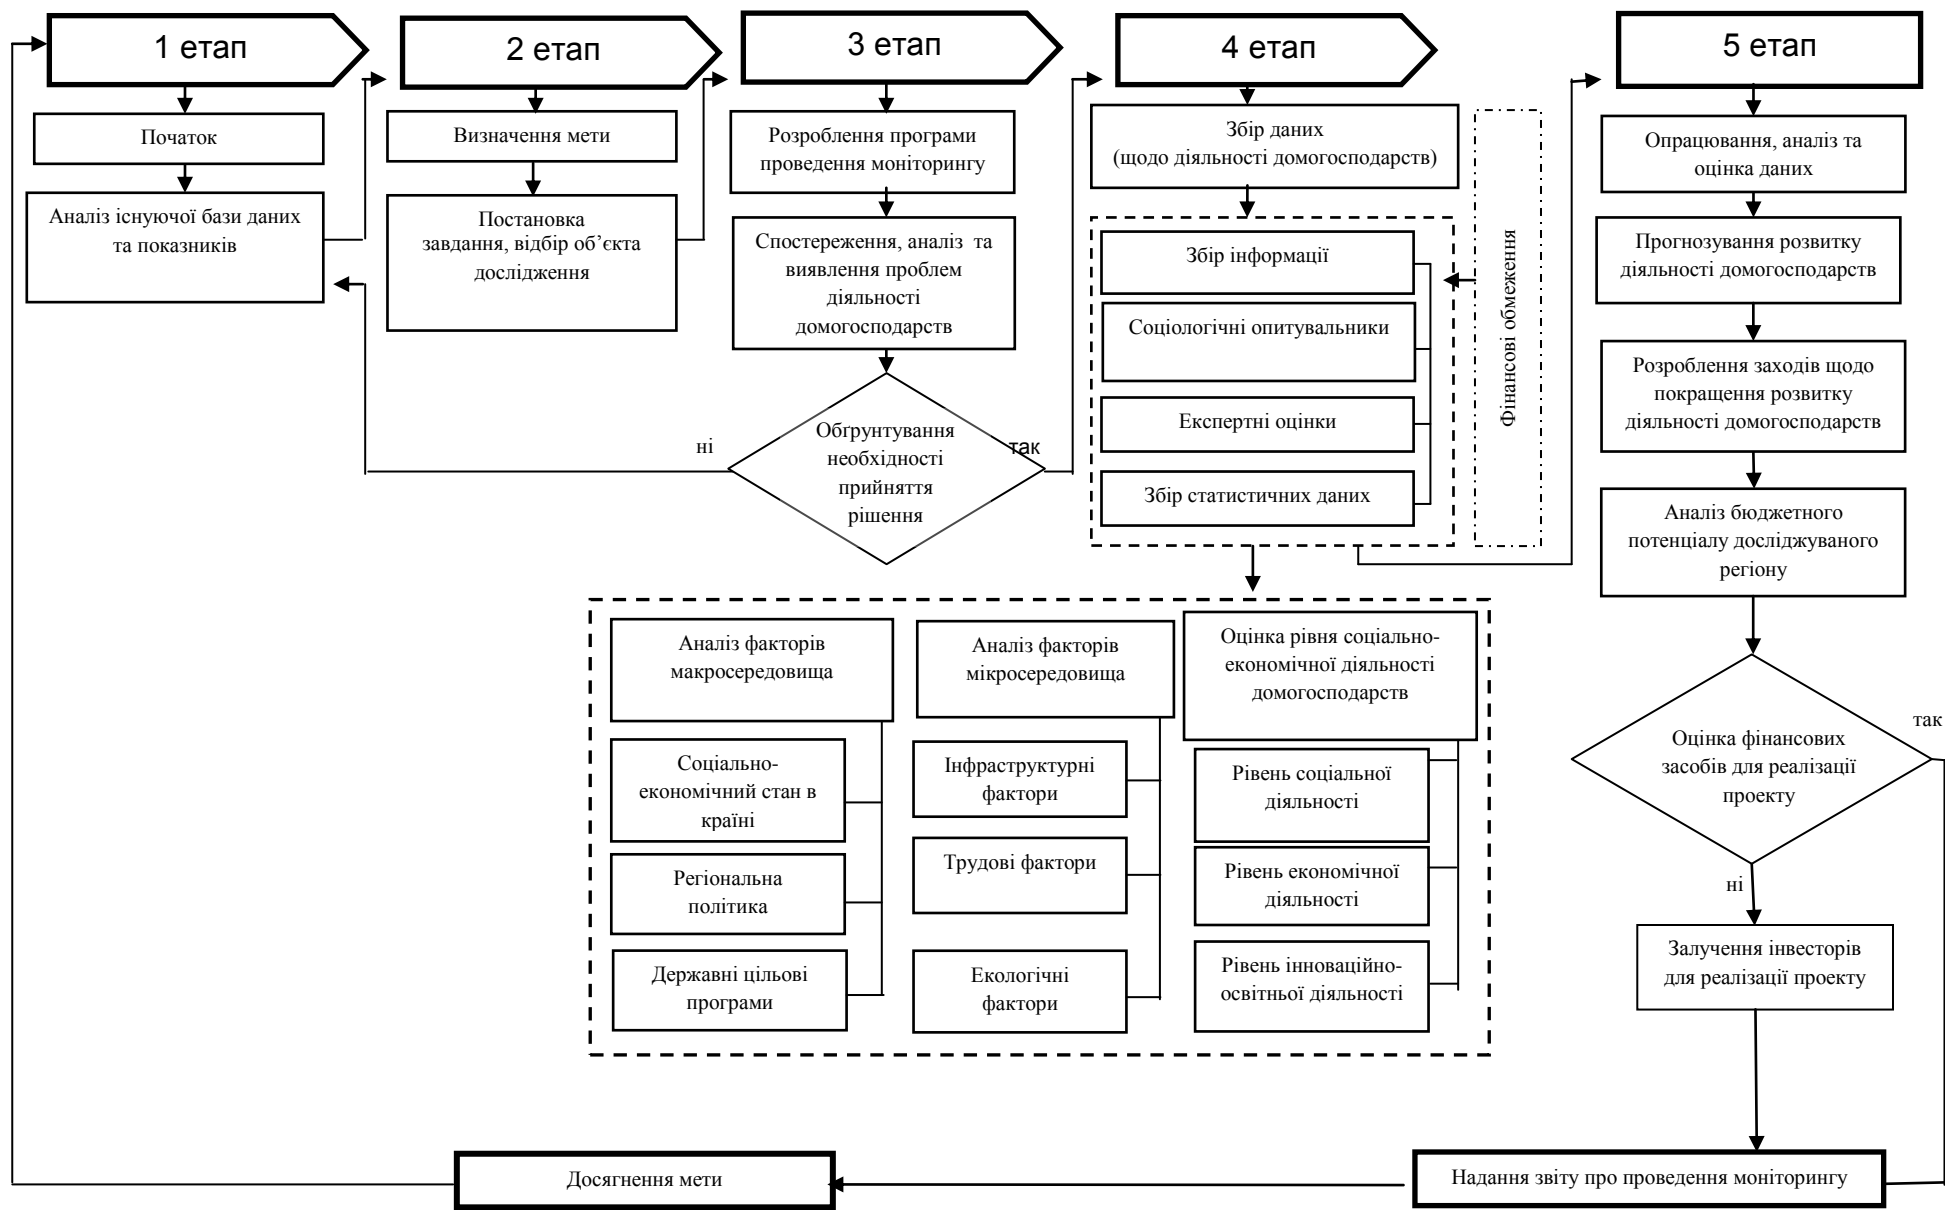 1 етап
Початок
Аналіз існуючої бази даних
та показників
2 етап
Визначення мети
Постановка
завдання, відбір об’єкта
дослідження
3 етап
Розроблення програми
проведення моніторингу
Спостереження, аналіз та
виявлення проблем
діяльності
домогосподарств
Обґрунтування
необхідності
прийняття
рішення
ні
так
4 етап
Збір даних
(щодо діяльності домогосподарств)
Збір інформації
Соціологічні опитувальники
Експертні оцінки
Збір статистичних даних
Фінансові обмеження
Аналіз факторів
макросередовища
Соціально-
економічний стан в
країні
Регіональна
політика
Державні цільові
програми
Аналіз факторів
мікросередовища
Інфраструктурні
фактори
Трудові фактори
Екологічні
фактори
Оцінка рівня соціально-
економічної діяльності
домогосподарств
Рівень соціальної
діяльності
Рівень економічної
діяльності
Рівень інноваційно-
освітньої діяльності
5 етап
Опрацювання, аналіз та
оцінка даних
Прогнозування розвитку
діяльності домогосподарств
Розроблення заходів щодо
покращення розвитку
діяльності домогосподарств
Аналіз бюджетного
потенціалу досліджуваного
регіону
Оцінка фінансових
засобів для реалізації
проекту
так
ні
Залучення інвесторів
для реалізації проекту
Надання звіту про проведення моніторингу
Досягнення мети